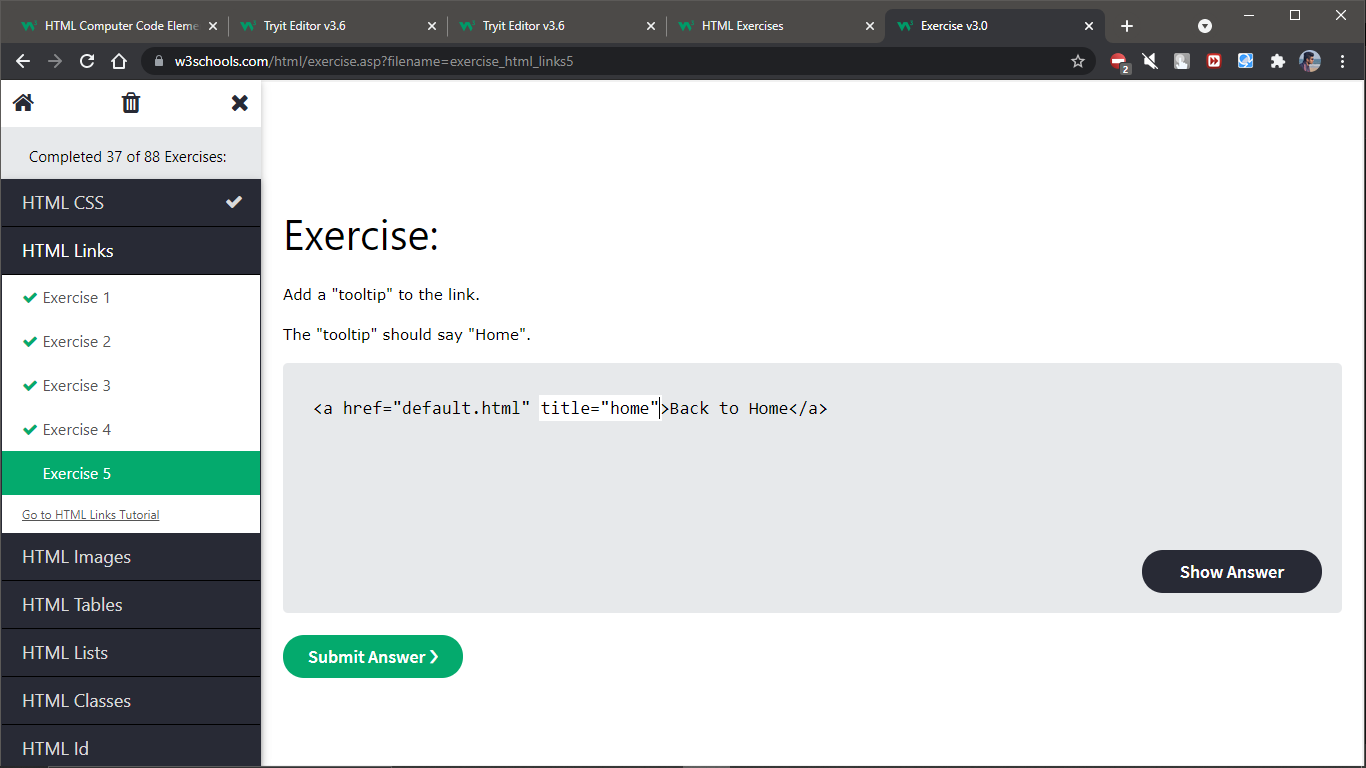 HTML Computer Code Eleme
Tryit Editor v3.6
Tryit Editor v3.6
HTML Exercises
Exercise v3.0
w3schools.com/html/exercise.asp?filename=exercise_html_links5
2
Completed 37 of 88 Exercises:
HTML CSS
HTML Links
Exercise 1
Exercise 2
Exercise 3
Exercise 4
Exercise 5
Go to HTML Links Tutorial
HTML Images
HTML Tables
HTML Lists
HTML Classes
HTML Id
Exercise:
Add a "tooltip" to the link.
The "tooltip" should say "Home".
<a href="default.html" title="home">Back to Home</a>
Show Answer
Submit Answer ❯